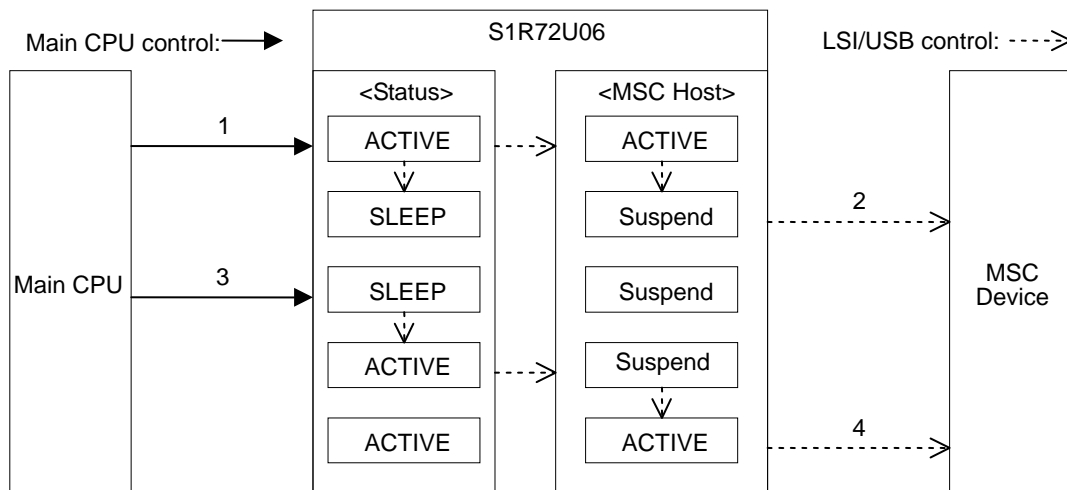 S1R72U06
Main CPU control:
LSI/USB control:
<Status>
<MSC Host>
1
ACTIVE
ACTIVE
SLEEP
Suspend
2
Main CPU
3
SLEEP
Suspend
MSC
Device
ACTIVE
Suspend
ACTIVE
ACTIVE
4